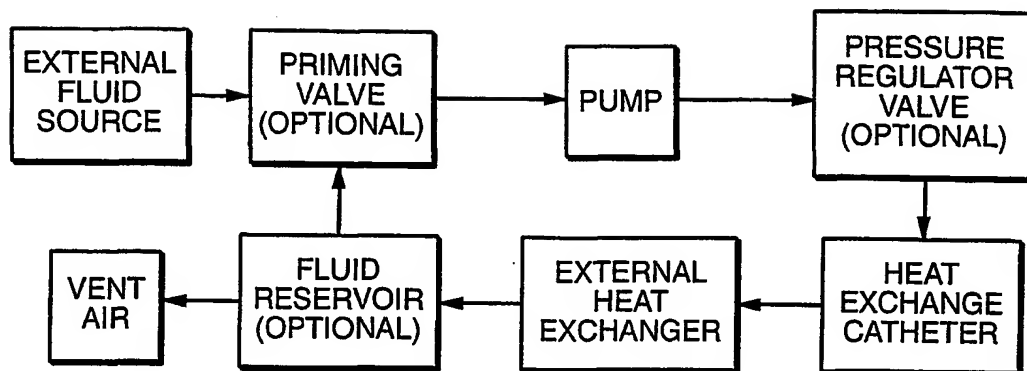 EXTERNAL
FLUID
SOURCE
PRIMING
VALVE
(OPTIONAL)
PUMP
PRESSURE
REGULATOR
VALVE
(OPTIONAL)
VENT
AIR
FLUID
RESERVOIR
(OPTIONAL)
EXTERNAL
HEAT
EXCHANGER
HEAT
EXCHANGE
CATHETER